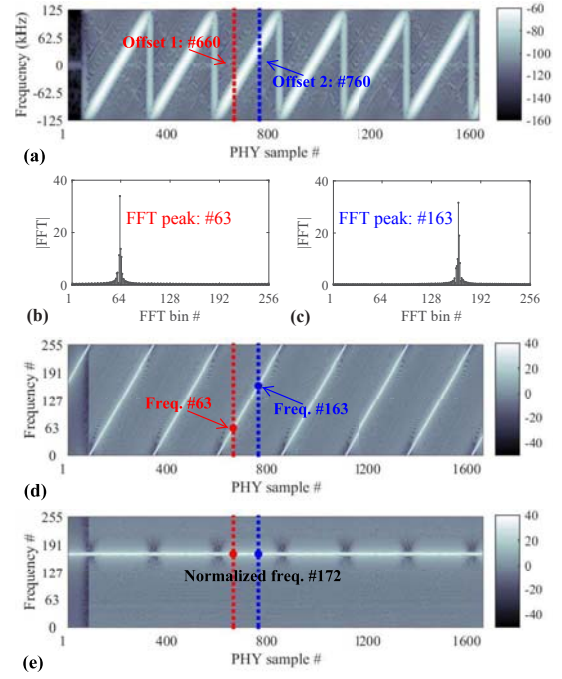 125
62.5
0
-62.5
-125
Frequency (kHz)
Offset 1: #660
Offset 2: #760
-60
-80
-100
-120
-140
-160
1
400
800
1200
1600
PHY sample #
(a)
40
20
0
|FFT|
FFT peak: #63
1
64
128
192
256
FFT bin #
(b)
40
20
0
|FFT|
FFT peak: #163
1
64
128
192
256
FFT bin #
(c)
255
191
127
63
0
Frequency #
Freq. #63
Freq. #163
40
20
0
-20
-40
1
400
800
1200
1600
PHY sample #
(d)
255
191
127
63
0
Frequency #
Normalized freq. #172
40
20
0
-20
-40
1
400
800
1200
1600
PHY sample #
(e)